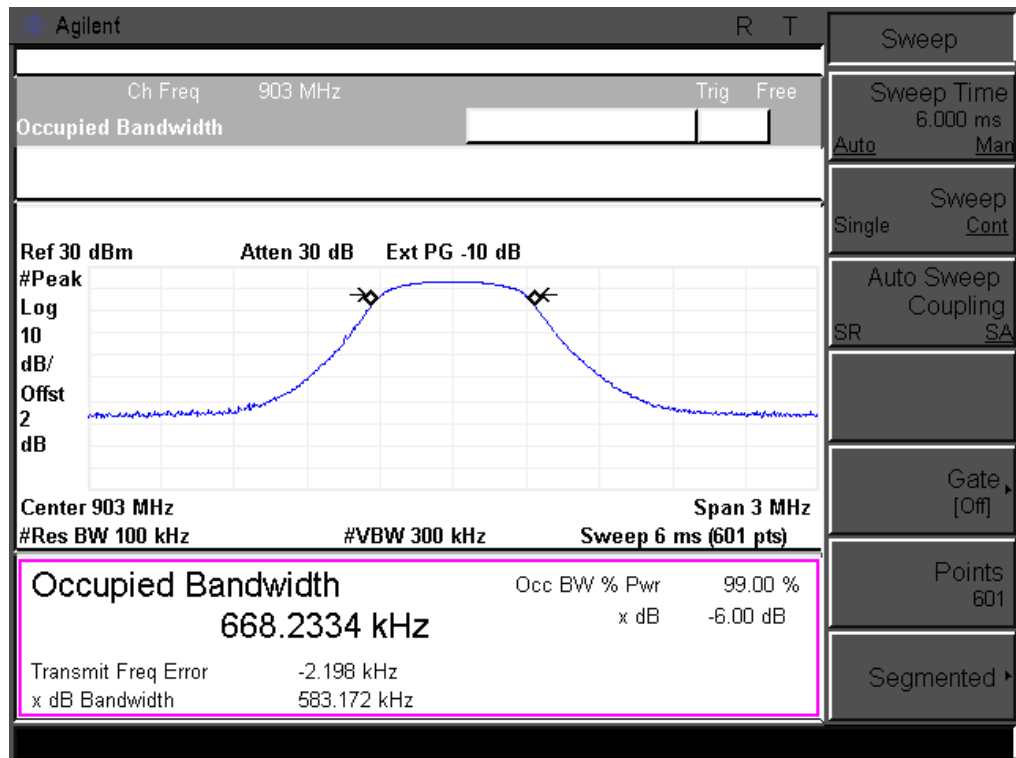 Agilent R T
Ch Freq 903 MHz Trig Free
Occupied Bandwidth
Ref 30 dBm Atten 30 dB Ext PG -10 dB
#Peak
Log
10
dB/
Offst
2
dB
Center 903 MHz Span 3 MHz
#Res BW 100 kHz #VBW 300 kHz Sweep 6 ms (601 pts)
Occupied Bandwidth Occ BW % Pwr 99.00 %
668.2334 kHz x dB -6.00 dB
Transmit Freq Error -2.198 kHz
x dB Bandwidth 583.172 kHz
Sweep
Sweep Time
6.000 ms
Auto Man
Sweep
Single Cont
Auto Sweep
Coupling
SR SA
Gate
[Off]
Points
601
Segmented